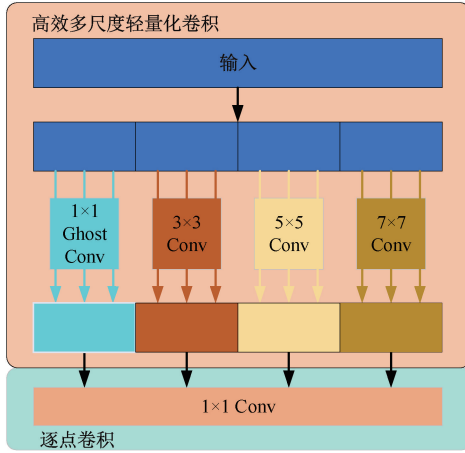 高效多尺度轻量化卷积
输入
1×1
Ghost
Conv
3×3
Conv
5×5
Conv
7×7
Conv
1×1 Conv
逐点卷积